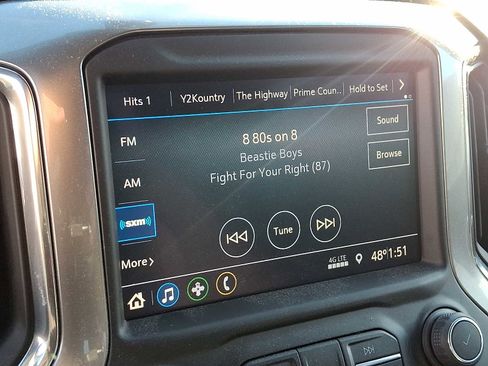 Hits 1 Y2Kountry The Highway Prime Coun.. Hold to Set
FM
8 80s on 8
Sound
Beastie Boys
Browse
Fight For Your Right (87)
AM
sxm
Tune
More
4G LTE
48° 1:51